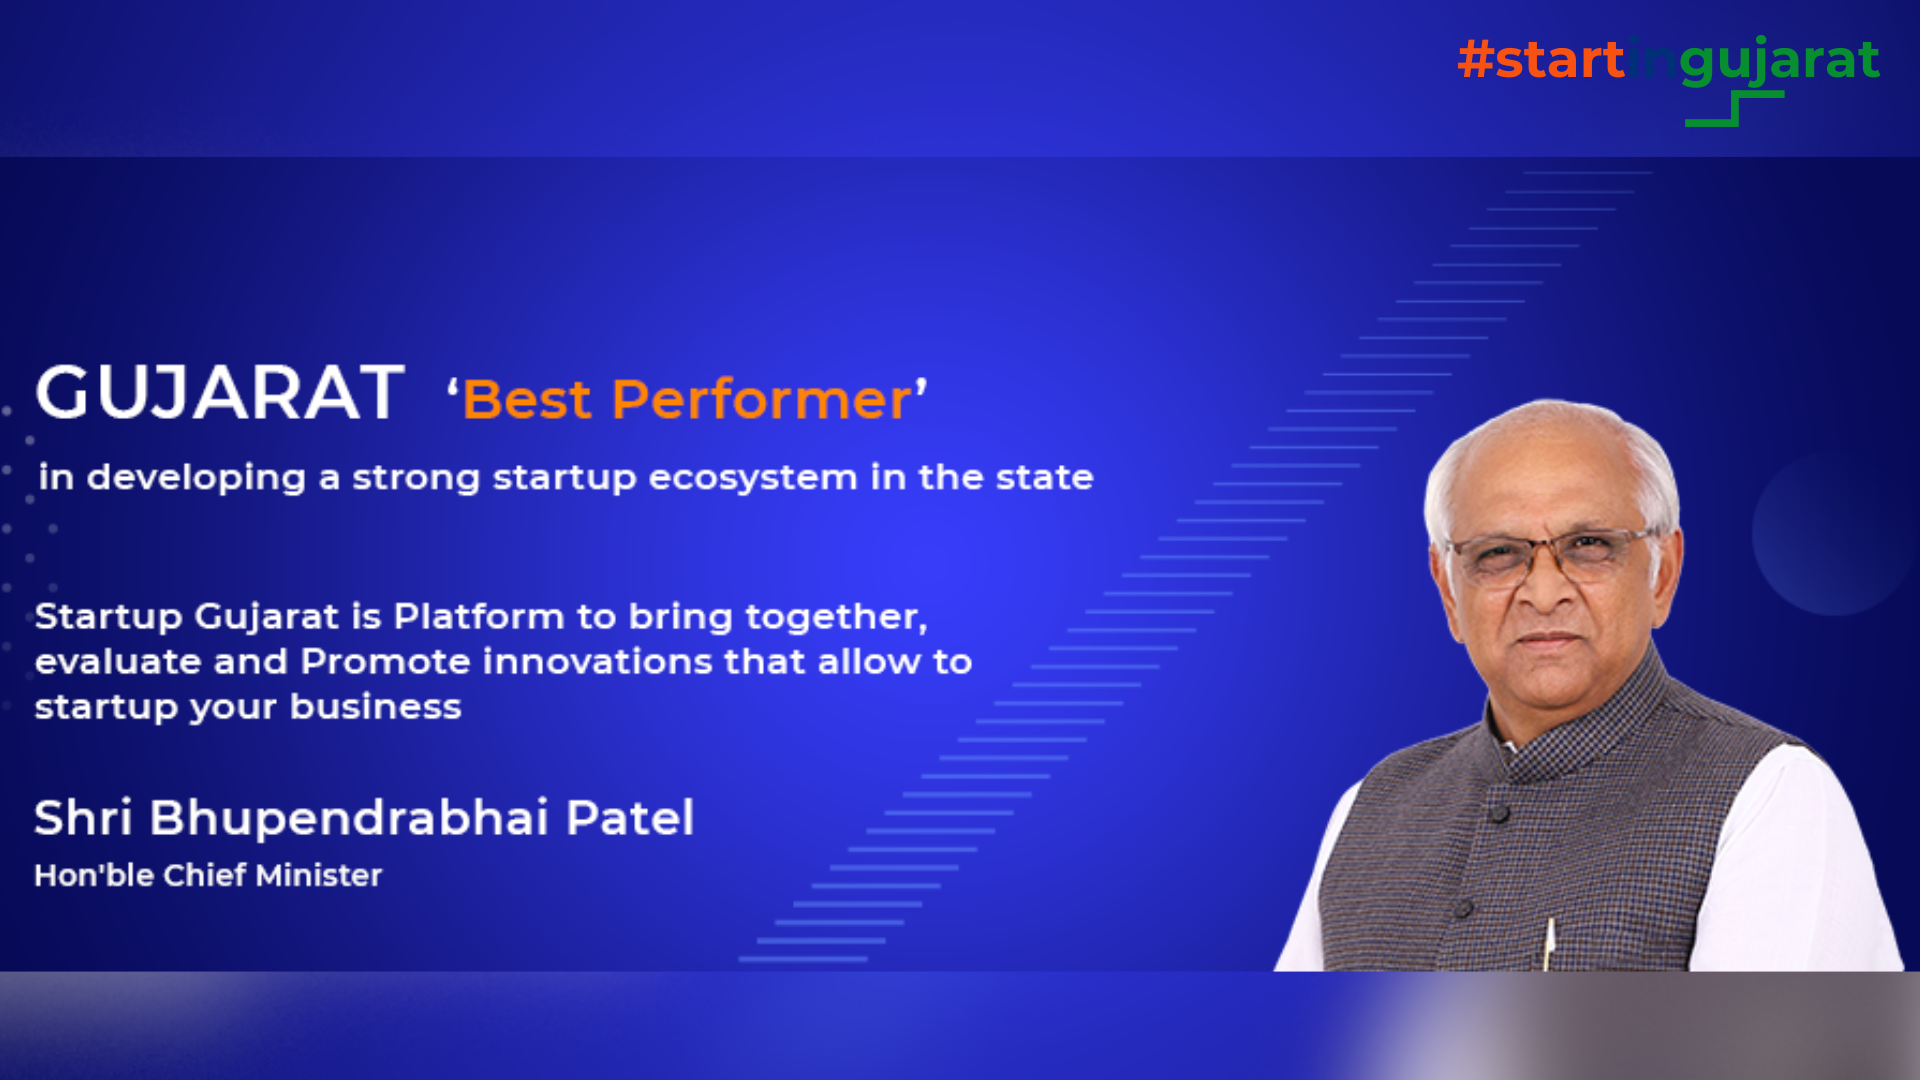 #startingujarat
GUJARAT ‘Best Performer’
in developing a strong startup ecosystem in the state
Startup Gujarat is Platform to bring together,
evaluate and Promote innovations that allow to
startup your business
Shri Bhupendrabhai Patel
Hon'ble Chief Minister